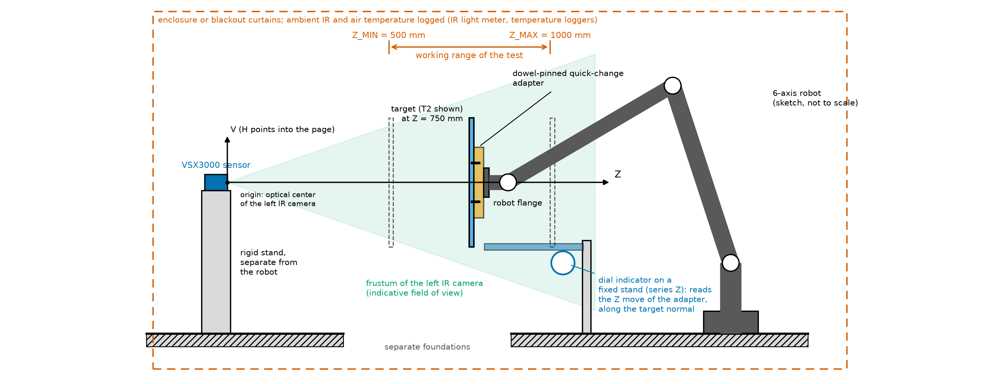 enclosure or blackout curtains; ambient IR and air temperature logged (IR light meter, temperature loggers)
Z_MIN = 500 mm
Z_MAX = 1000 mm
working range of the test
dowel-pinned quick-change
adapter
6-axis robot
(sketch, not to scale)
target (T2 shown)
at Z = 750 mm
V (H points into the page)
VSX3000 sensor
Z
origin: optical center
of the left IR camera
robot flange
rigid stand,
separate from
the robot
frustum of the left IR camera
(indicative field of view)
dial indicator on a
fixed stand (series Z): reads
the Z move of the adapter,
along the target normal
separate foundations